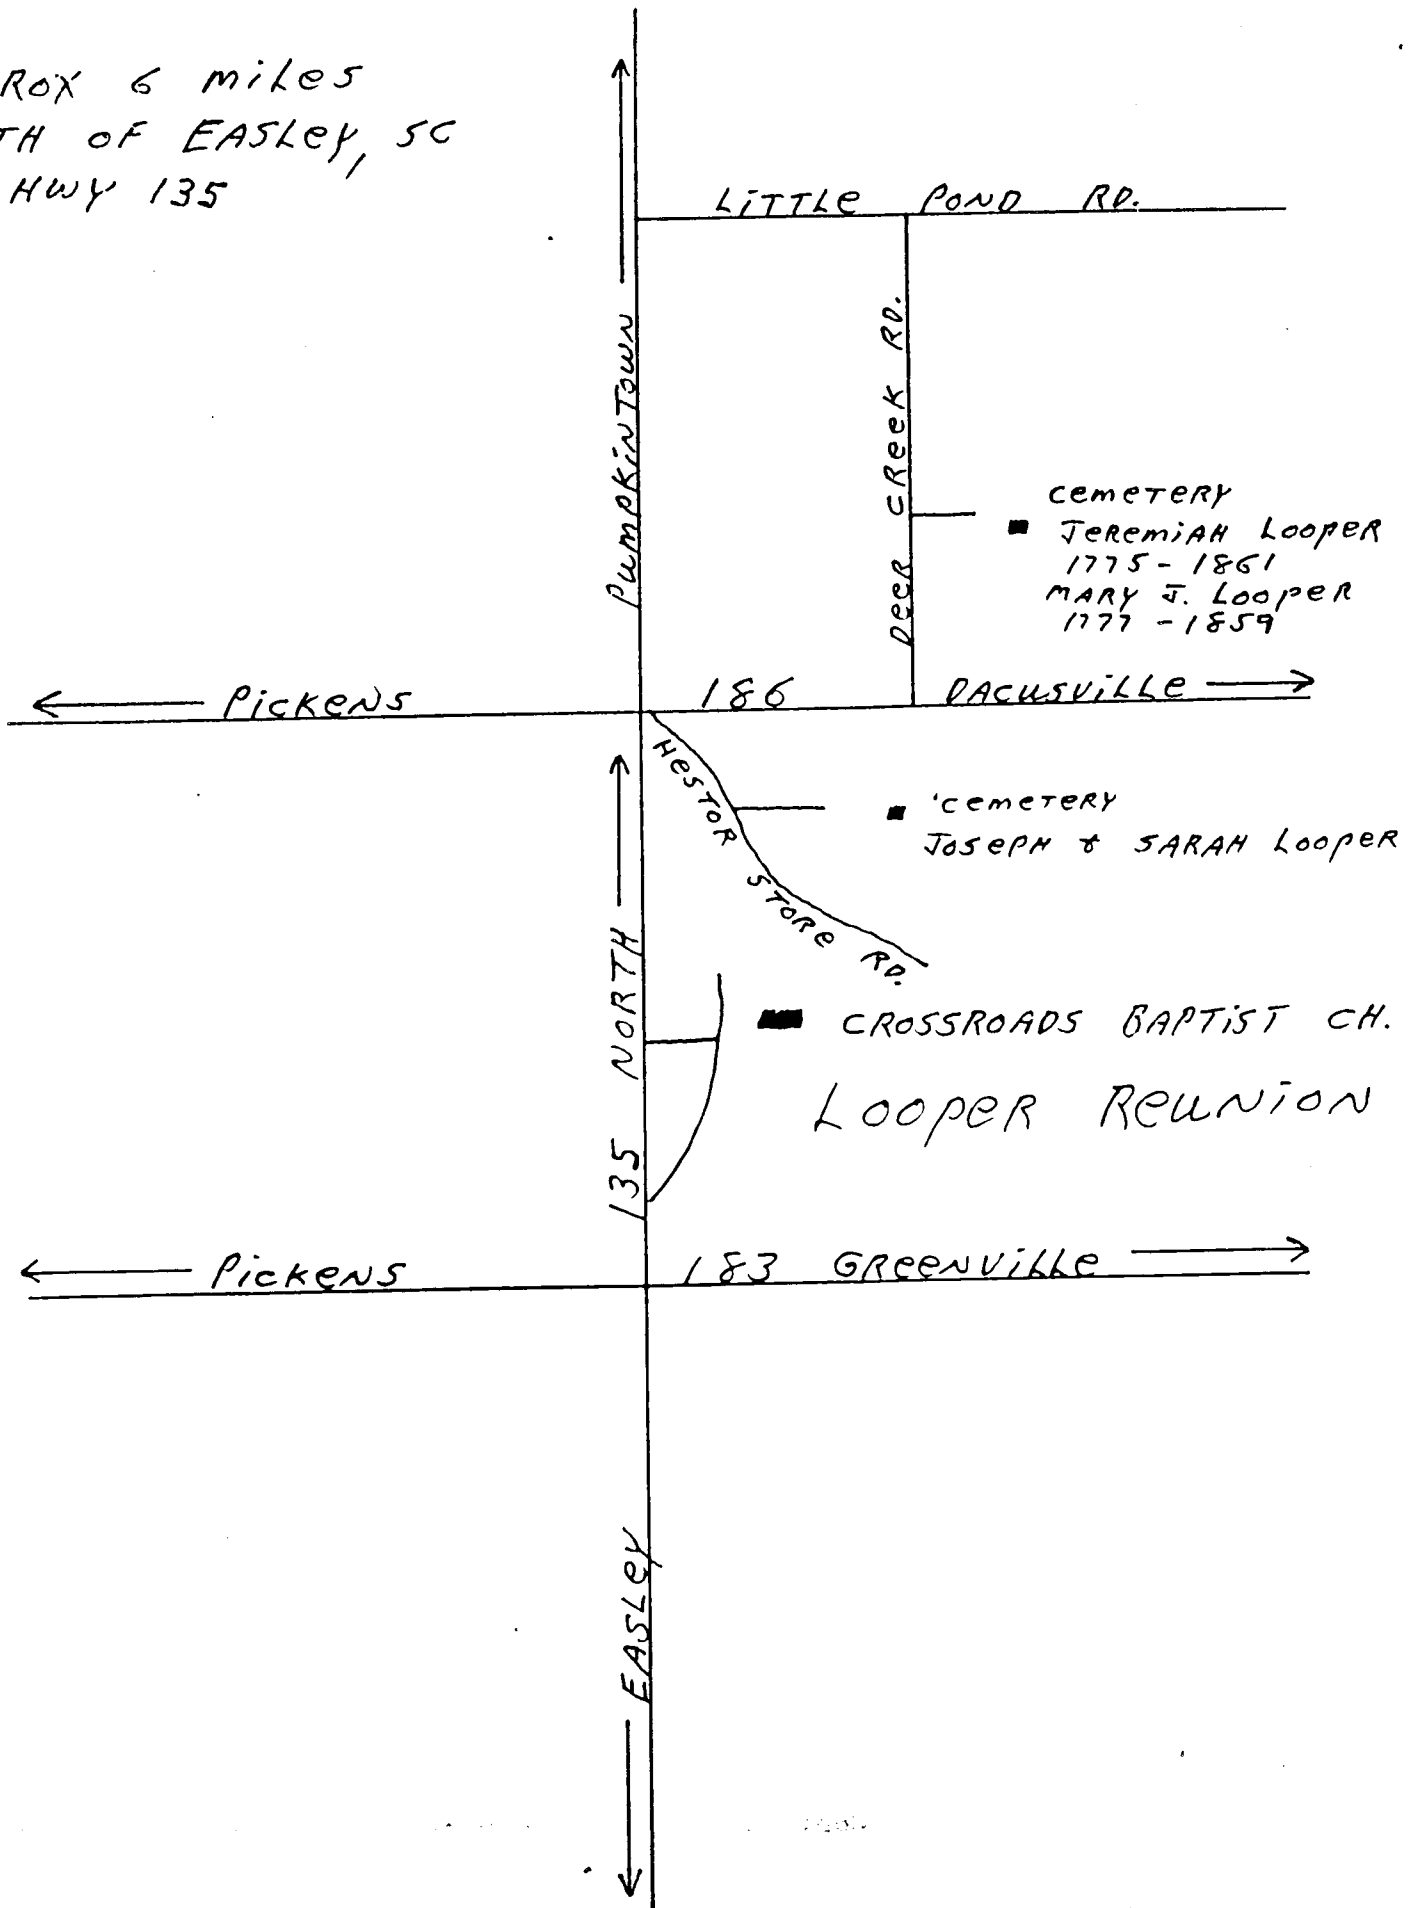 ROX 6 miles
TH OF EASLEY, SC
HWY 135
LITTLE POND RD.
PUMPKINTOWN
DEER CREEK RD.
CEMETERY
JEREMIAH LOOPER
1775 - 1861
MARY J. LOOPER
1777 - 1859
PICKENS
186
DACUSVILLE
HESTOR STORE RD.
CEMETERY
JOSEPH & SARAH LOOPER
135 NORTH
CROSSROADS BAPTIST CH.
LOOPER REUNION
PICKENS
183 GREENVILLE
EASLEY